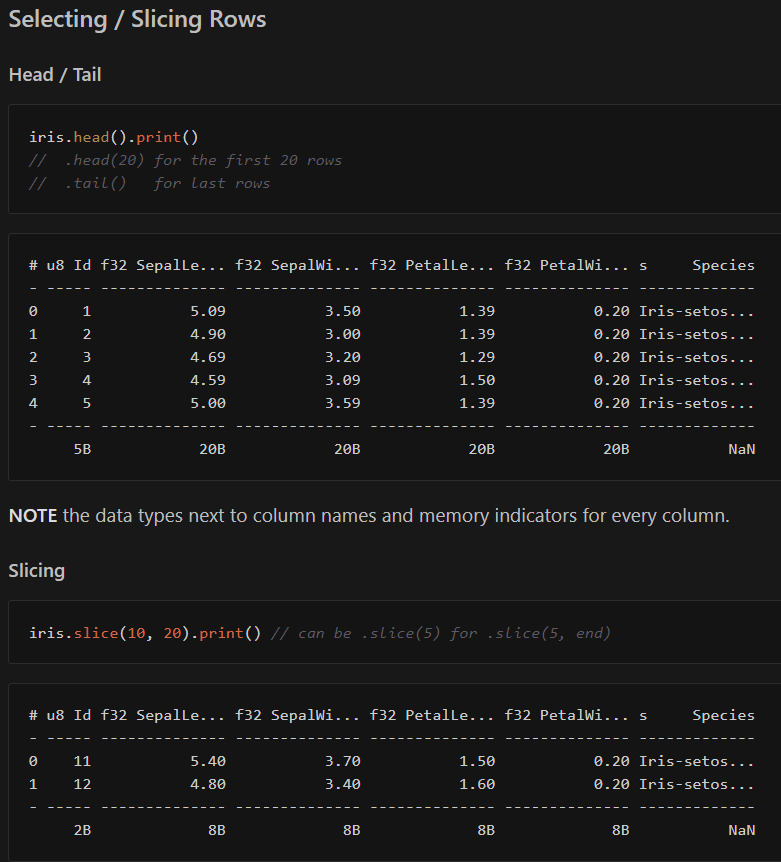 Selecting / Slicing Rows
Head / Tail
iris.head().print()
//  .head(20) for the first 20 rows
//  .tail()   for last rows
# u8 Id f32 SepalLe... f32 SepalWi... f32 PetalLe... f32 PetalWi... s     Species
- ----- -------------- -------------- -------------- -------------- -------------
0     1           5.09           3.50           1.39           0.20 Iris-setos...
1     2           4.90           3.00           1.39           0.20 Iris-setos...
2     3           4.69           3.20           1.29           0.20 Iris-setos...
3     4           4.59           3.09           1.50           0.20 Iris-setos...
4     5           5.00           3.59           1.39           0.20 Iris-setos...
- ----- -------------- -------------- -------------- -------------- -------------
     5B            20B            20B            20B            20B           NaN
NOTE the data types next to column names and memory indicators for every column.
Slicing
iris.slice(10, 20).print() // can be .slice(5) for .slice(5, end)
# u8 Id f32 SepalLe... f32 SepalWi... f32 PetalLe... f32 PetalWi... s     Species
- ----- -------------- -------------- -------------- -------------- -------------
0    11           5.40           3.70           1.50           0.20 Iris-setos...
1    12           4.80           3.40           1.60           0.20 Iris-setos...
- ----- -------------- -------------- -------------- -------------- -------------
     2B             8B             8B             8B             8B           NaN